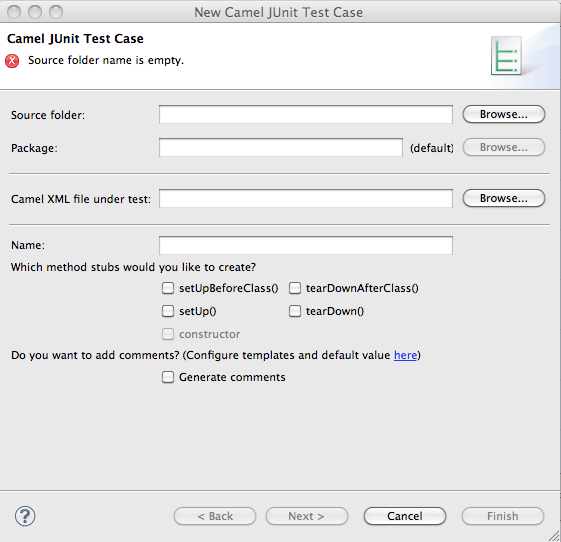 New Camel JUnit Test Case
Camel JUnit Test Case
Source folder name is empty.
Source folder: Browse...
Package: (default) Browse...
Camel XML file under test: Browse...
Name:
Which method stubs would you like to create?
setUpBeforeClass() tearDownAfterClass()
setUp() tearDown()
constructor
Do you want to add comments? (Configure templates and default value here)
Generate comments
? < Back Next > Cancel Finish